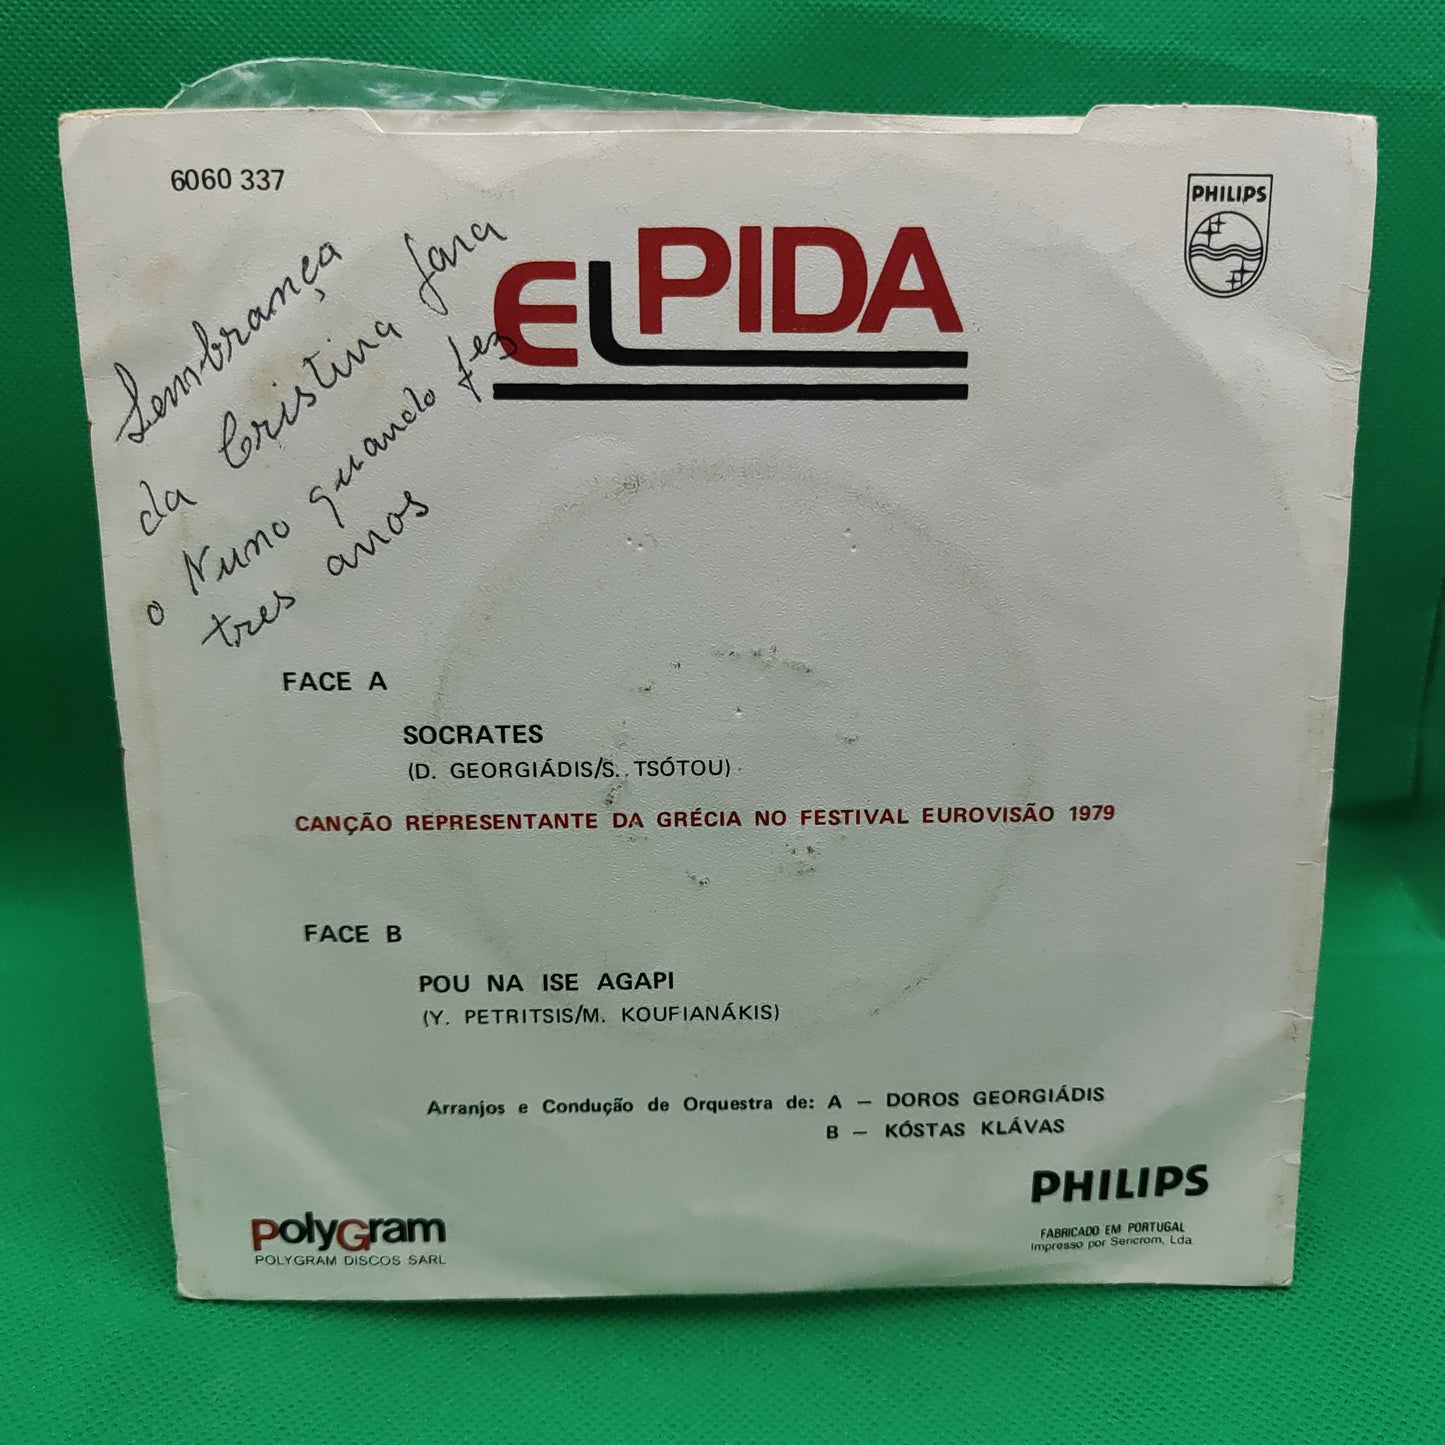 6060 337
PHILIPS
ELPIDA
Lembrança
da Cristina para
o Nuno quando fez
tres anos
FACE A
SOCRATES
(D. GEORGIÁDIS/S. TSÓTOU)
CANÇÃO REPRESENTANTE DA GRÉCIA NO FESTIVAL EUROVISÃO 1979
FACE B
POU NA ISE AGAPI
(Y. PETRITSIS/M. KOUFIANÁKIS)
Arranjos e Condução de Orquestra de: A — DOROS GEORGIÁDIS
B — KÓSTAS KLÁVAS
PHILIPS
FABRICADO EM PORTUGAL
Impresso por Sericrom, Lda.
PolyGram
POLYGRAM DISCOS SARL